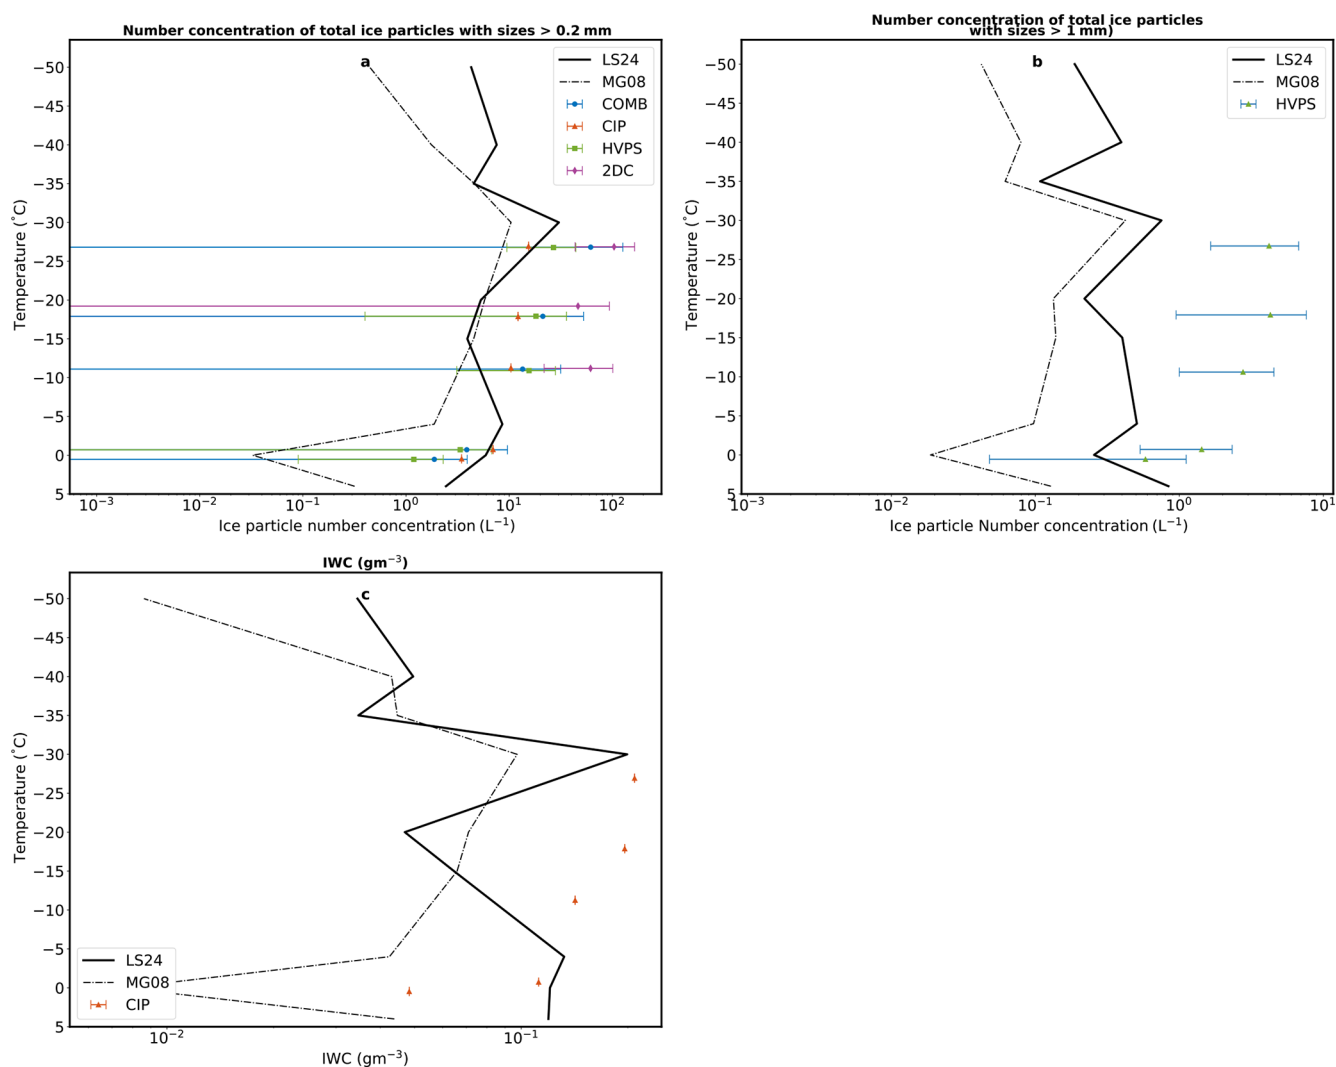 Number concentration of total ice particles with sizes > 0.2 mm
a
LS24
MG08
COMB
CIP
HVPS
2DC
−50
−45
−40
−35
−30
−25
−20
−15
−10
−5
0
5
Temperature (°C)
10⁻³
10⁻²
10⁻¹
10⁰
10¹
10²
Ice particle number concentration (L⁻¹)
Number concentration of total ice particles
with sizes > 1 mm)
b
LS24
MG08
HVPS
−50
−45
−40
−35
−30
−25
−20
−15
−10
−5
0
5
Temperature (°C)
10⁻³
10⁻²
10⁻¹
10⁰
10¹
Ice particle Number concentration (L⁻¹)
IWC (gm⁻³)
c
−50
−45
−40
−35
−30
−25
−20
−15
−10
−5
0
5
Temperature (°C)
LS24
MG08
CIP
10⁻²
10⁻¹
IWC (gm⁻³)